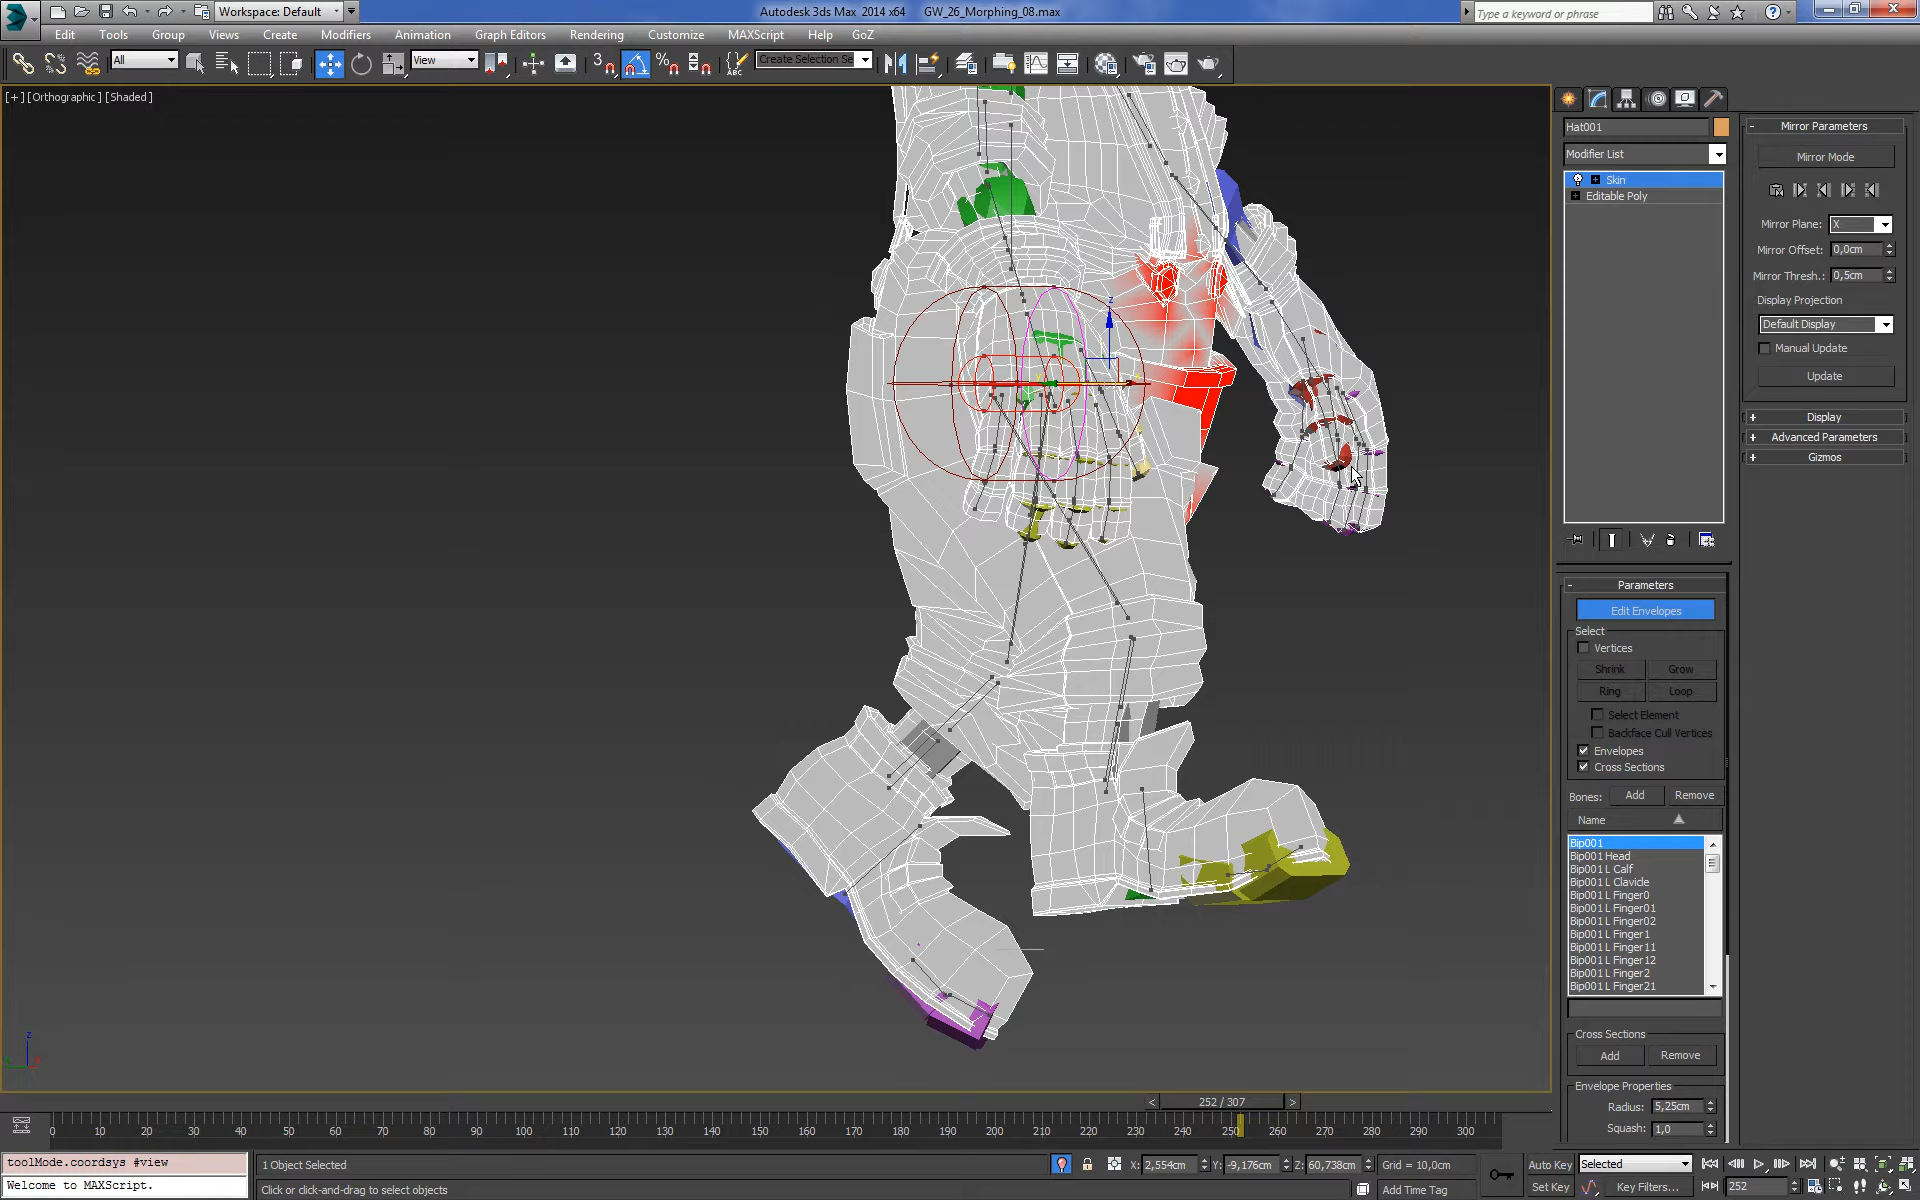 Workspace: Default
Autodesk 3ds Max 2014 x64 GW_26_Morphing_08.max
Type a keyword or phrase
Edit Tools Group Views Create Modifiers Animation Graph Editors Rendering Customize MAXScript Help GoZ
All
View
Create Selection Se
[+] [Orthographic] [Shaded]
Hat001
Modifier List
Skin
Editable Poly
Mirror Parameters
Mirror Mode
Mirror Plane: X
Mirror Offset: 0,0cm
Mirror Thresh.: 0,5cm
Display Projection
Default Display
Manual Update
Update
Display
Advanced Parameters
Gizmos
Parameters
Edit Envelopes
Select
Vertices
Shrink Grow
Ring Loop
Select Element
Backface Cull Vertices
Envelopes
Cross Sections
Bones: Add Remove
Name
Bip001
Bip001 Head
Bip001 L Calf
Bip001 L Clavicle
Bip001 L Finger0
Bip001 L Finger01
Bip001 L Finger02
Bip001 L Finger1
Bip001 L Finger11
Bip001 L Finger12
Bip001 L Finger2
Bip001 L Finger21
Cross Sections
Add Remove
Envelope Properties
Radius: 5,25cm
Squash: 1,0
z
z
< 252 / 307 >
0 10 20 30 40 50 60 70 80 90 100 110 120 130 140 150 160 170 180 190 200 210 220 230 240 250 260 270 280 290 300
toolMode.coordsys #view
Welcome to MAXScript.
1 Object Selected
Click or click-and-drag to select objects
X: 2,554cm Y: -9,176cm Z: 60,738cm Grid = 10,0cm
Add Time Tag
Auto Key Selected
Set Key Key Filters...
252